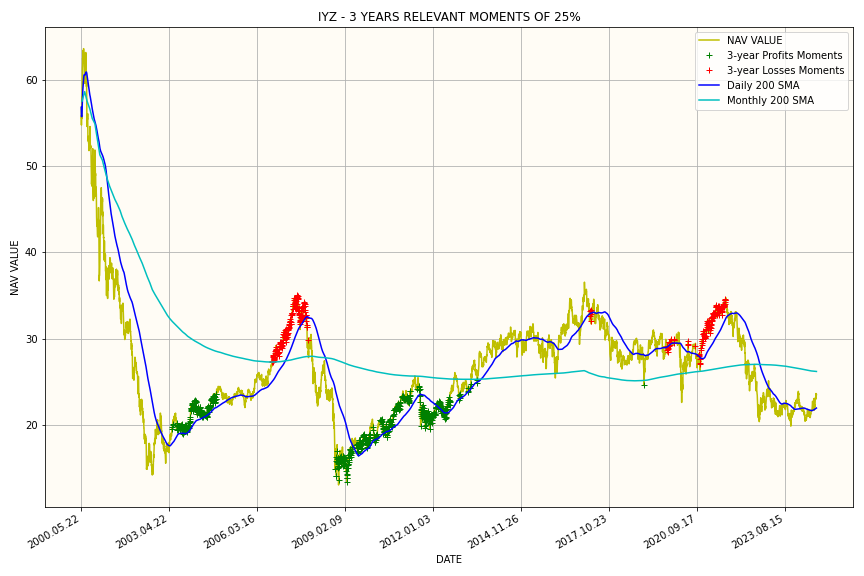 IYZ - 3 YEARS RELEVANT MOMENTS OF 25%
NAV VALUE
3-year Profits Moments
3-year Losses Moments
Daily 200 SMA
Monthly 200 SMA
60
50
40
30
20
NAV VALUE
2000.05.22
2003.04.22
2006.03.16
2009.02.09
2012.01.03
2014.11.26
2017.10.23
2020.09.17
2023.08.15
DATE